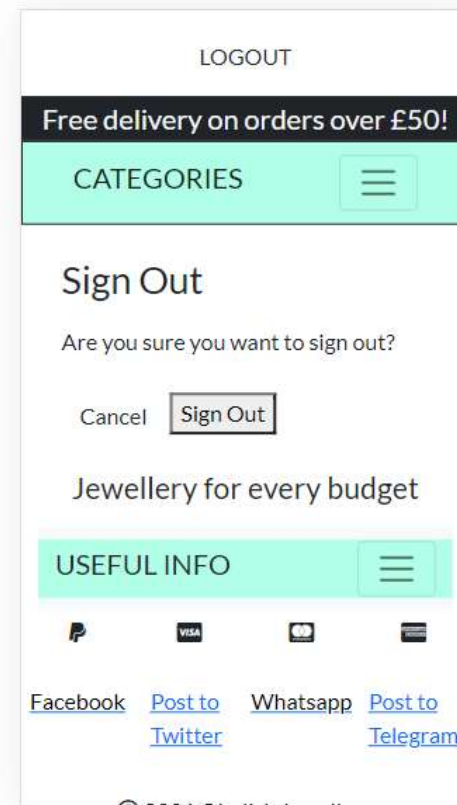 LOGOUT
Free delivery on orders over £50!
CATEGORIES
Sign Out
Are you sure you want to sign out?
Cancel Sign Out
Jewellery for every budget
USEFUL INFO
VISA
Facebook Post to Whatsapp Post to
Twitter Telegram